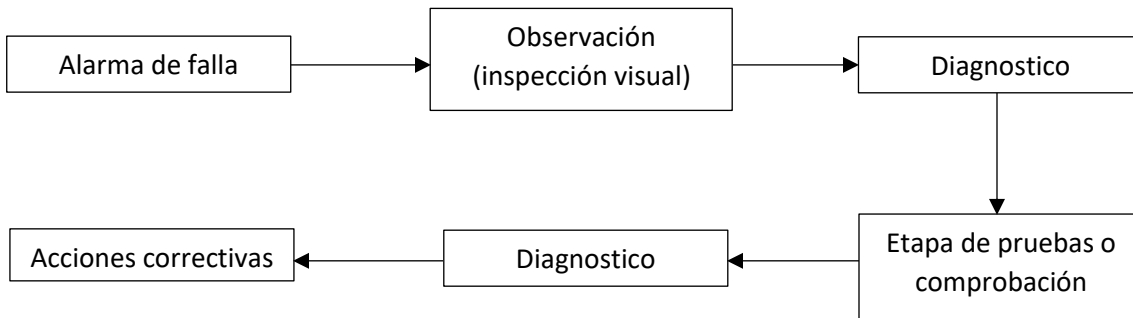 Alarma de falla
Observación
(inspección visual)
Diagnostico
Etapa de pruebas o
comprobación
Diagnostico
Acciones correctivas